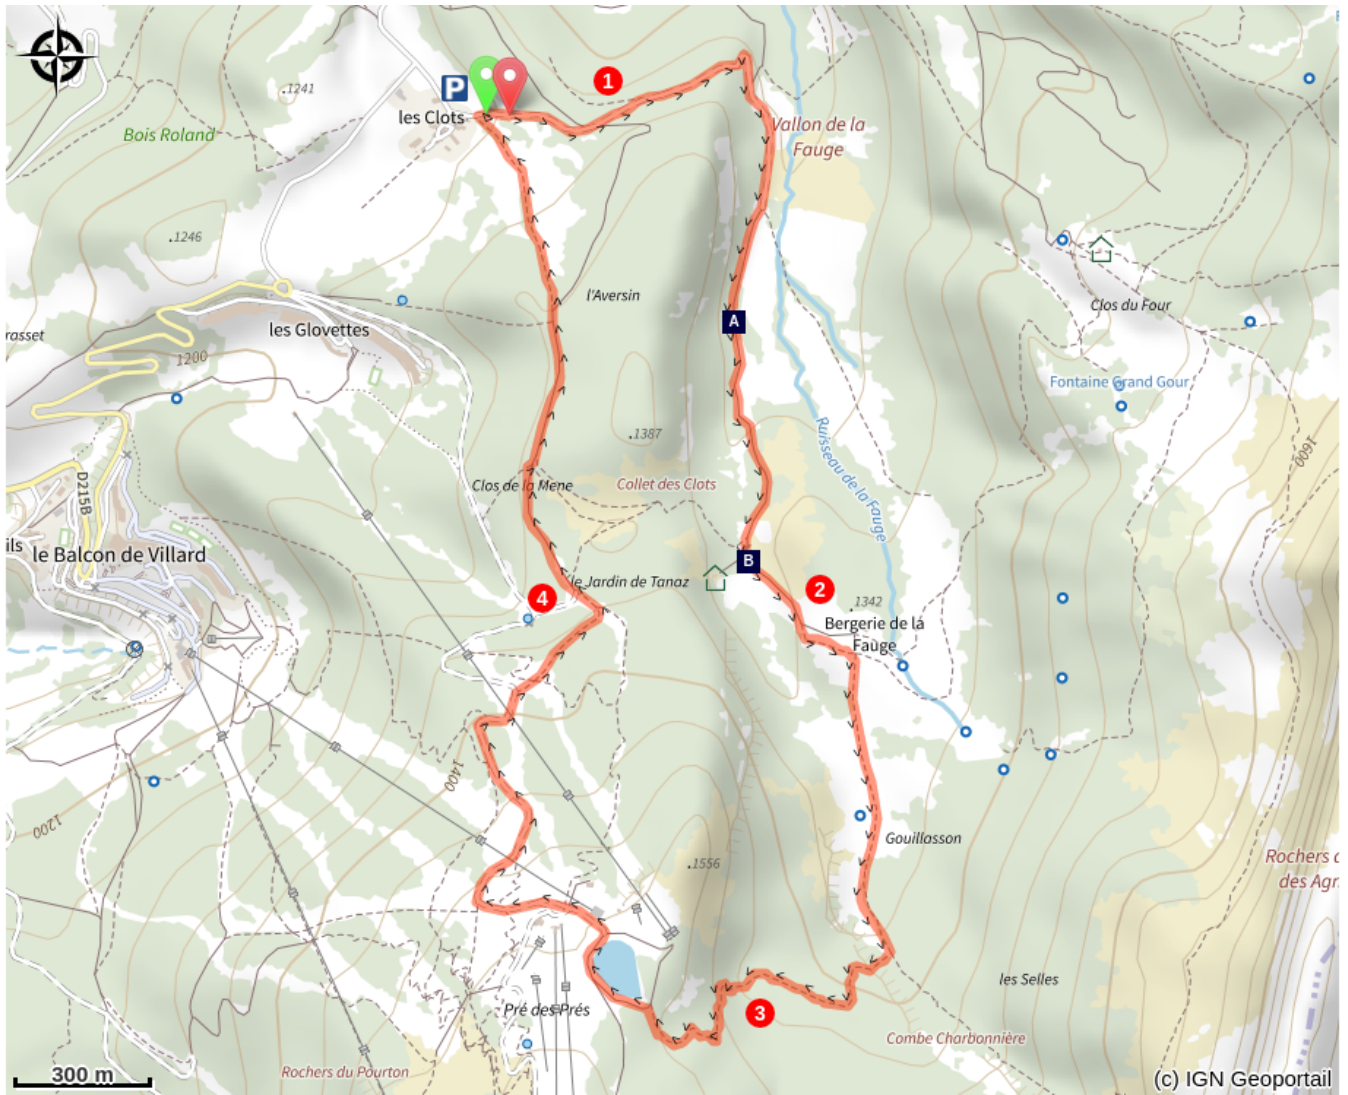 .1241
P
1
les Clots
Bois Roland
Vallon de la
Fauge
.1246
Clos du Four
l'Aversin
les Glovettes
A
rasset
1200
Fontaine Grand Gour
.1387
1600
Ruisseau de la Fauge
D215B
Clos de la Mene
Collet des Clots
ils
le Balcon de Villard
B
le Jardin de Tanaz
2
4
.1342
Bergerie de la
Fauge
1400
1200
Gouillasson
.1556
Rochers
des Agn
les Selles
Pré des Prés
3
Combe Charbonnière
Rochers du Pourton
300 m
(c) IGN Geoportail